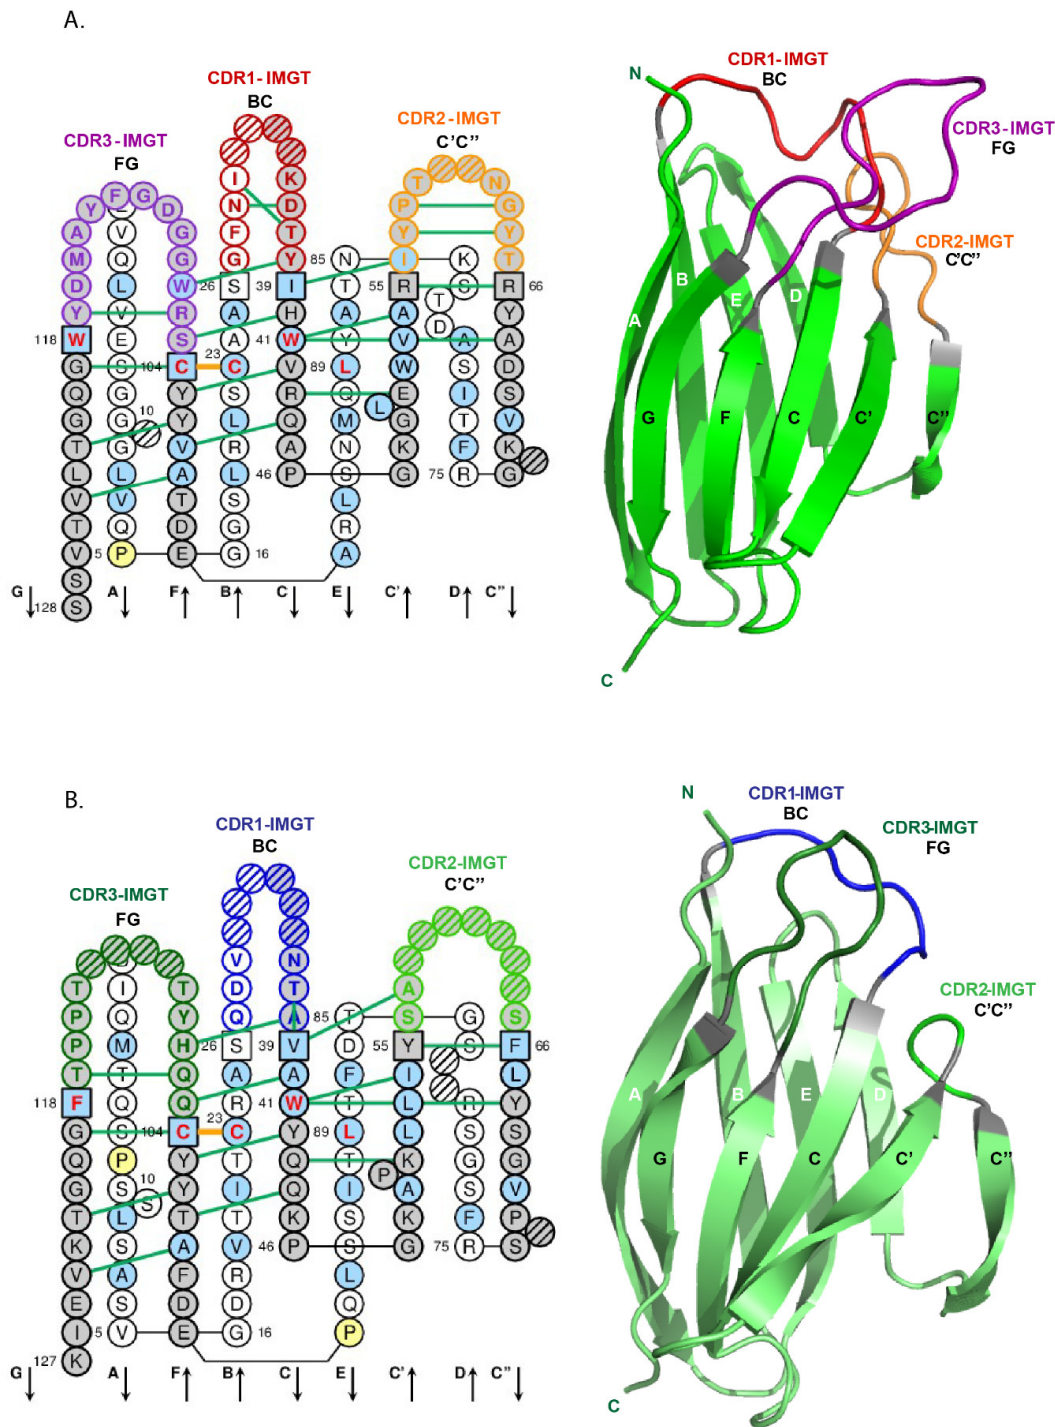 A.
CDR1-IMGT
BC
CDR2-IMGT
C'C"
CDR3-IMGT
FG
I K
T N
F G
Y D
A G
M G
D W
Y R
S
N D
F T
G Y
P G
Y Y
I T
V
Q
L
V
E
S
G
G
G
L
V
Q
5 P
10
118 W
G
Q
G
T
L
V
T
V
S
128 S
104 C
Y
Y
V
A
T
D
E
26 S
A
A
23 C
S
L
R
L
S
G
G 16
39 I
H
41 W
V
R
Q
A
46 P
85 N
T
A
Y
89 L
Q
M
N
S
L
R
A
55 R
A
V
W
E
L
G
K
G
K
S
T
D
A
S
I
T
F
75 R
R 66
Y
A
D
S
V
K
G
G A F B C E C' D C"
N
CDR1-IMGT
BC
CDR3-IMGT
FG
CDR2-IMGT
C'C"
A B E D
G F C C' C"
C
B.
CDR1-IMGT
BC
CDR2-IMGT
C'C"
CDR3-IMGT
FG
T T
P Y
P H
T Q
Q
V N
D T
Q A
A
S S
I
Q
M
T
Q
S
P
S
S
L
S
A
S
5 V
10
118 F
G
Q
G
T
K
V
E
I
127 K
104 C
Y
Y
T
A
F
D
E
26 S
A
R
23 C
T
I
T
V
R
D
G 16
39 V
A
41 W
Y
Q
Q
K
46 P
85 T
D
F
T
89 L
T
I
S
S
L
Q
P
55 Y
I
L
L
K
P
A
K
G
G
S
R
S
G
S
F
75 R
F 66
L
Y
S
G
V
P
S
G A F B C E C' D C"
N
CDR1-IMGT
BC
CDR3-IMGT
FG
CDR2-IMGT
C'C"
A B E D
G F C C' C"
C